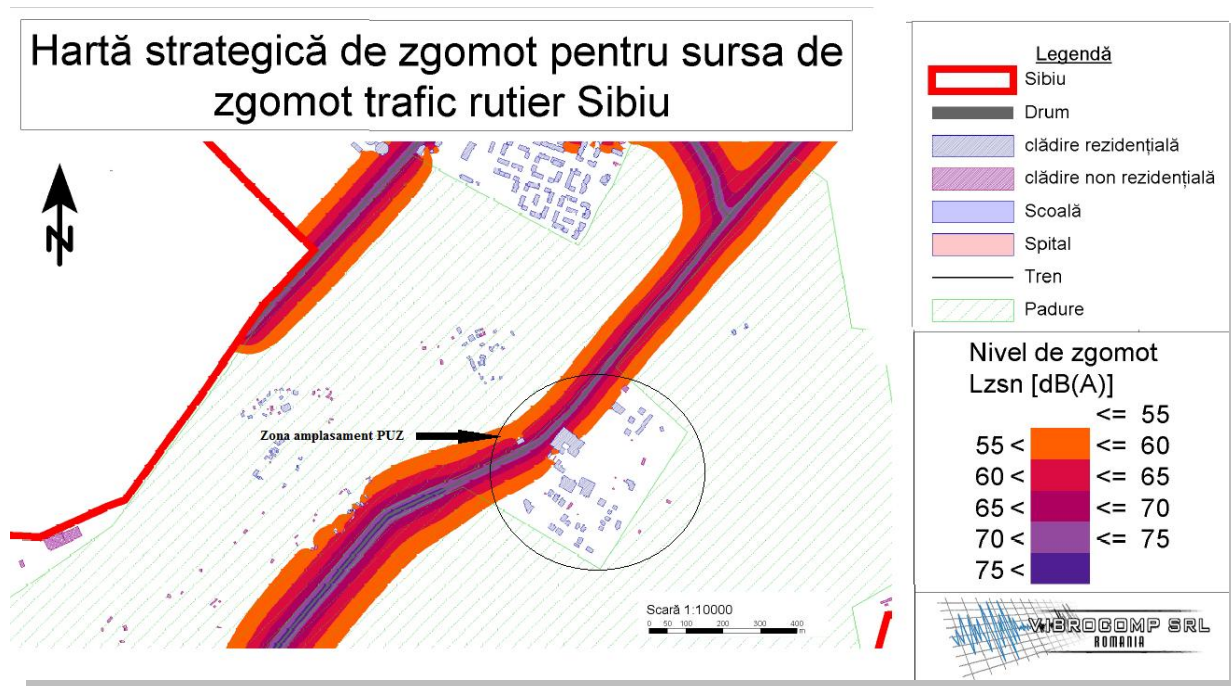 Hartă strategică de zgomot pentru sursa de
zgomot trafic rutier Sibiu
N
Zona amplasament PUZ
Scară 1:10000
0 50 100 200 300 400
m
Legendă
Sibiu
Drum
clădire rezidențială
clădire non rezidențială
Scoală
Spital
Tren
Padure
Nivel de zgomot
Lzsn [dB(A)]
<= 55
55 < <= 60
60 < <= 65
65 < <= 70
70 < <= 75
75 <
VIBROCOMP SRL
ROMANIA